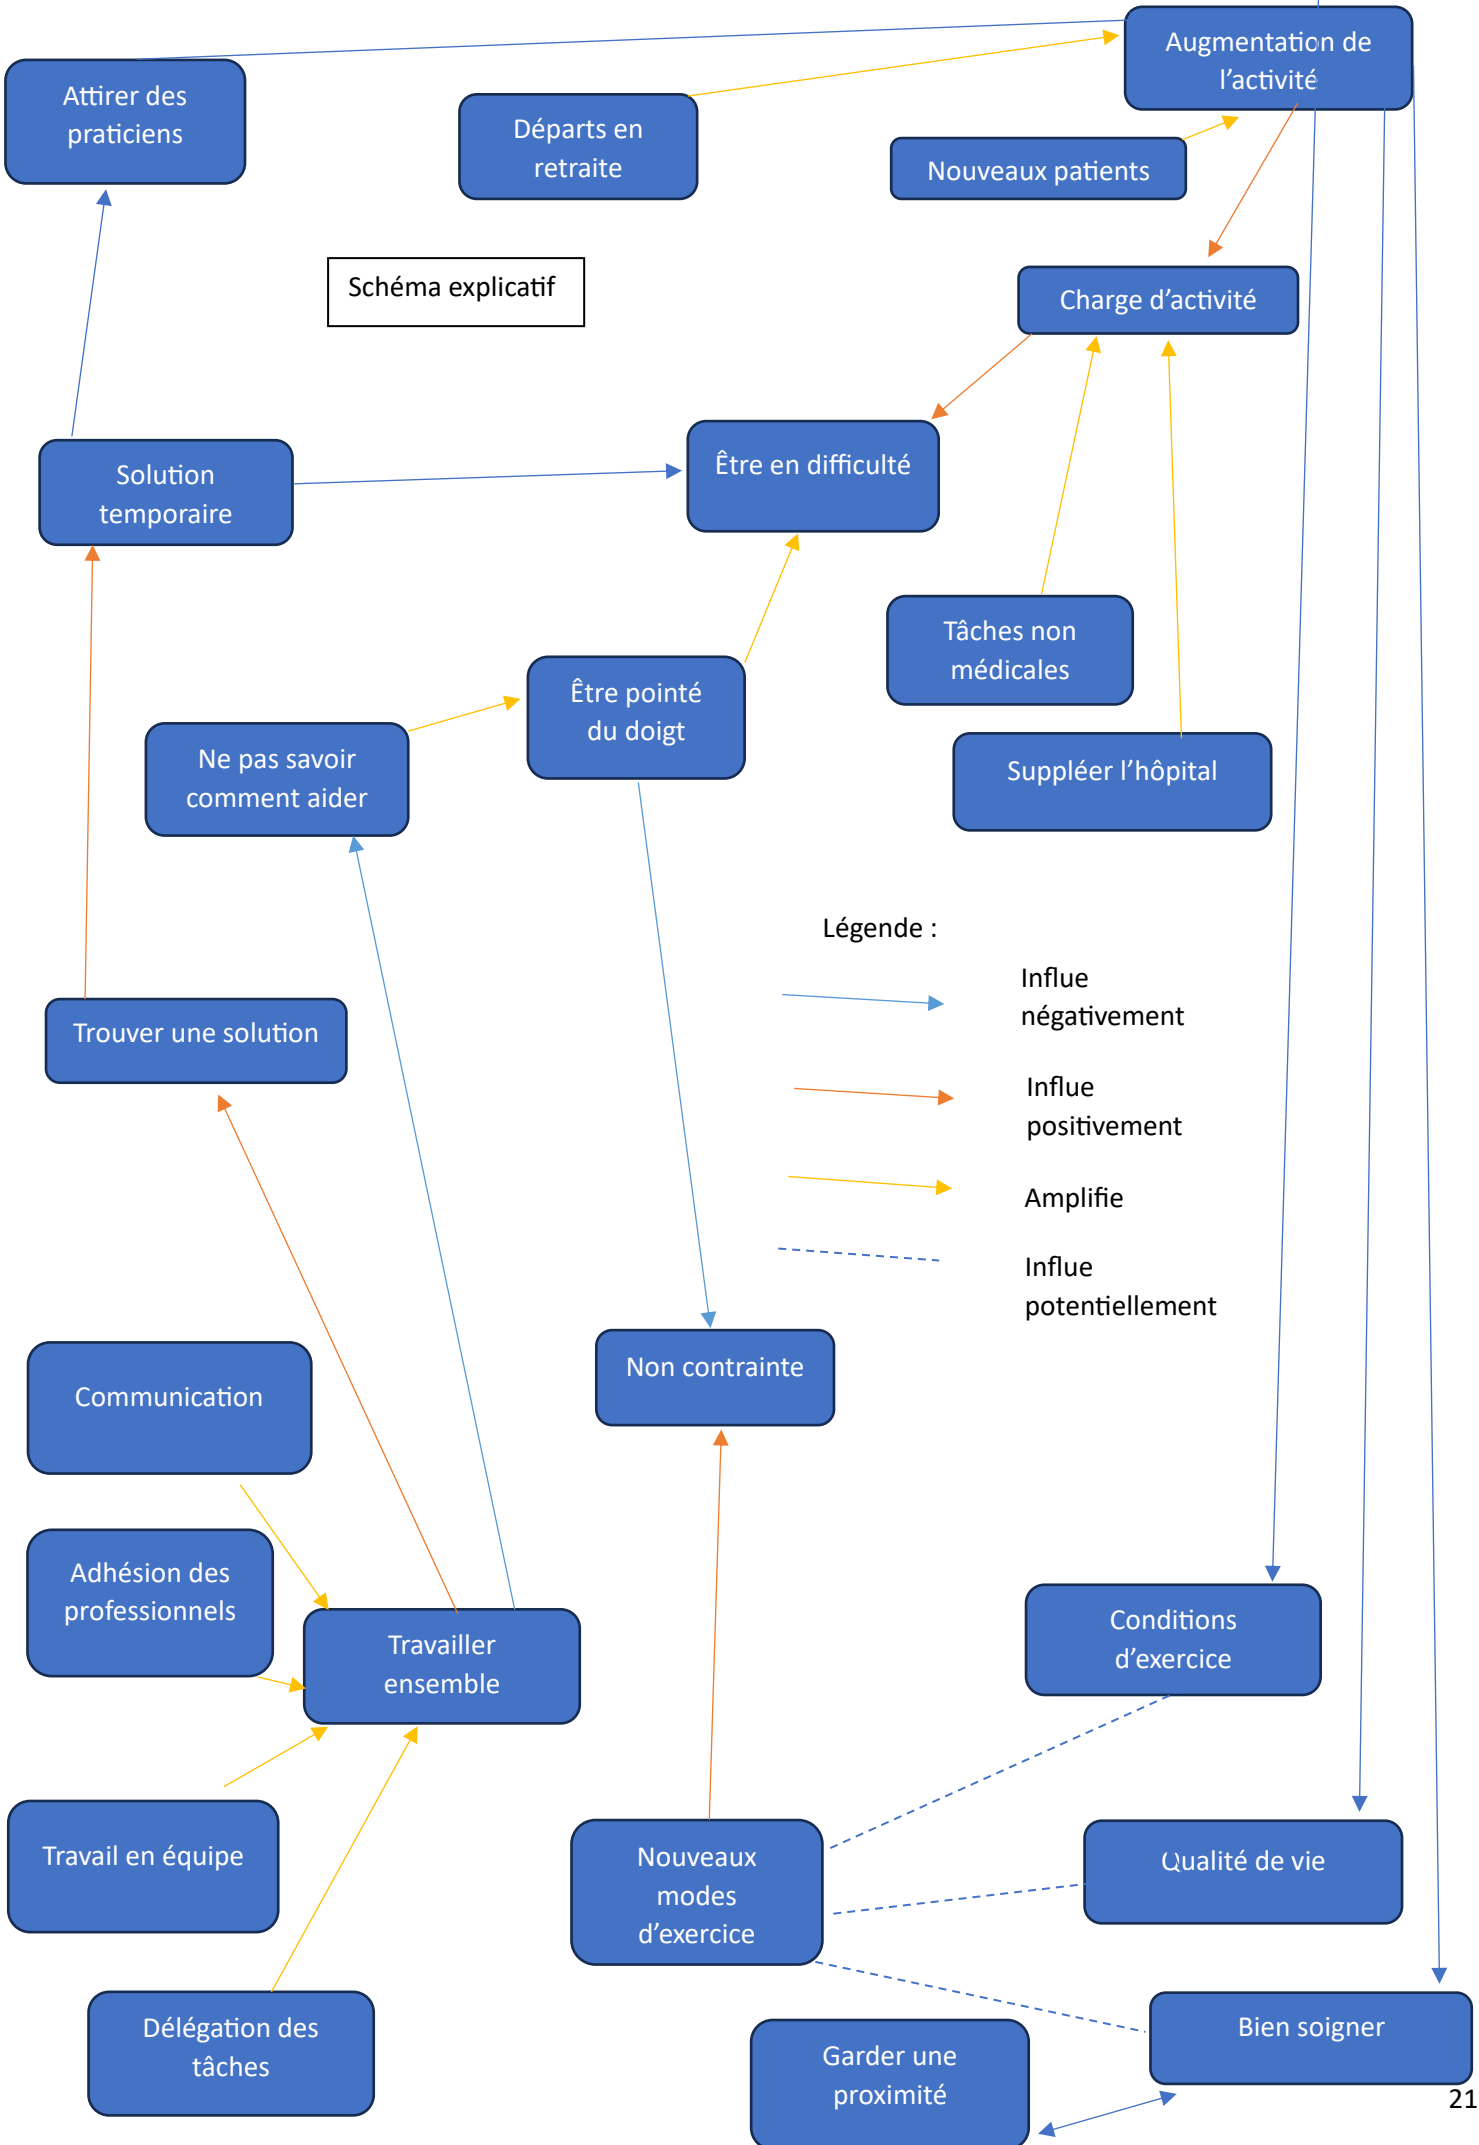 Augmentation de
l'activité
Attirer des
praticiens
Départs en
retraite
Nouveaux patients
Schéma explicatif
Charge d'activité
Solution
temporaire
Être en difficulté
Tâches non
médicales
Être pointé
du doigt
Ne pas savoir
comment aider
Suppléer l'hôpital
Légende :
Influe
négativement
Trouver une solution
Influe
positivement
Amplifie
Influe
potentiellement
Communication
Non contrainte
Adhésion des
professionnels
Travailler
ensemble
Conditions
d'exercice
Travail en équipe
Nouveaux
modes
d'exercice
Qualité de vie
Délégation des
tâches
Garder une
proximité
Bien soigner
21